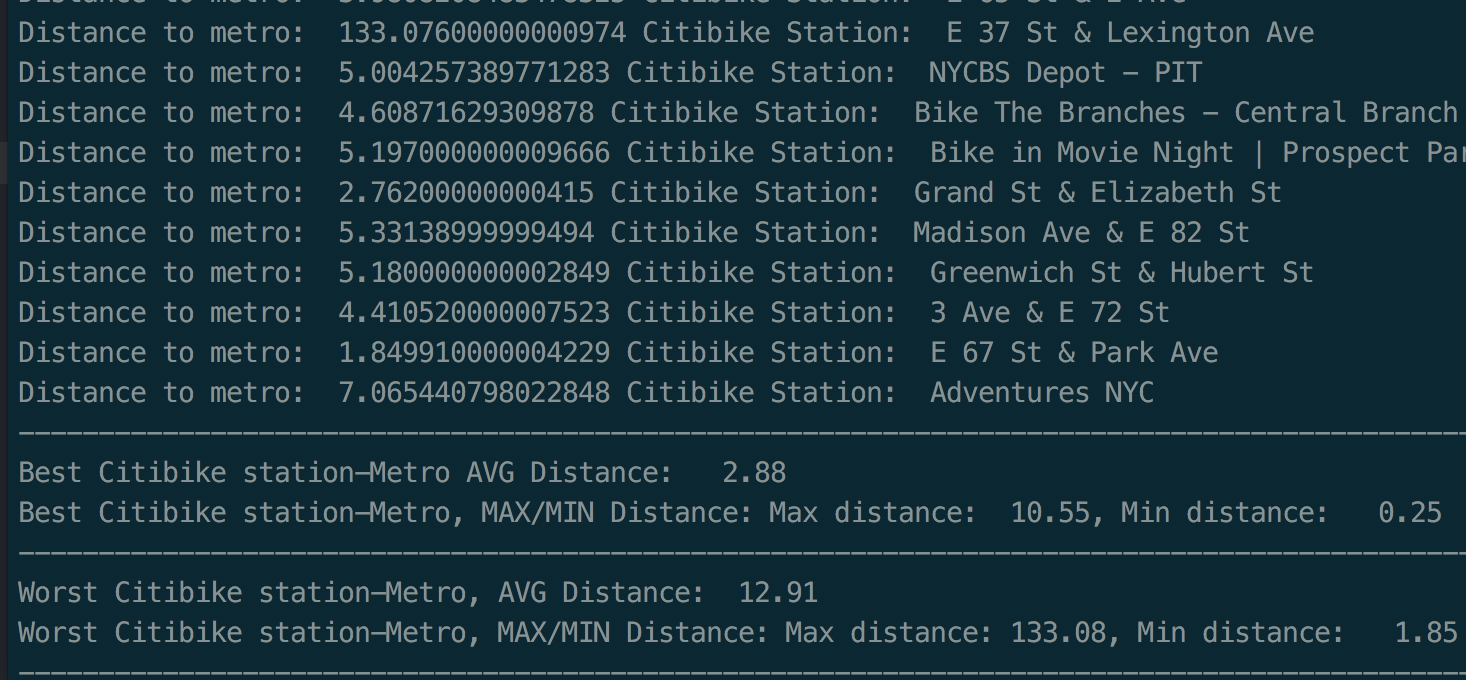 Distance to metro:  133.07600000000974 Citibike Station:  E 37 St & Lexington Ave
Distance to metro:  5.004257389771283 Citibike Station:  NYCBS Depot - PIT
Distance to metro:  4.60871629309878 Citibike Station:  Bike The Branches - Central Branch
Distance to metro:  5.197000000009666 Citibike Station:  Bike in Movie Night | Prospect
Distance to metro:  2.76200000000415 Citibike Station:  Grand St & Elizabeth St
Distance to metro:  5.33138999999494 Citibike Station:  Madison Ave & E 82 St
Distance to metro:  5.180000000002849 Citibike Station:  Greenwich St & Hubert St
Distance to metro:  4.410520000007523 Citibike Station:  3 Ave & E 72 St
Distance to metro:  1.849910000004229 Citibike Station:  E 67 St & Park Ave
Distance to metro:  7.065440798022848 Citibike Station:  Adventures NYC
Best Citibike station-Metro AVG Distance:   2.88
Best Citibike station-Metro, MAX/MIN Distance: Max distance:  10.55, Min distance:   0.25
Worst Citibike station-Metro, AVG Distance:  12.91
Worst Citibike station-Metro, MAX/MIN Distance: Max distance: 133.08, Min distance:   1.85